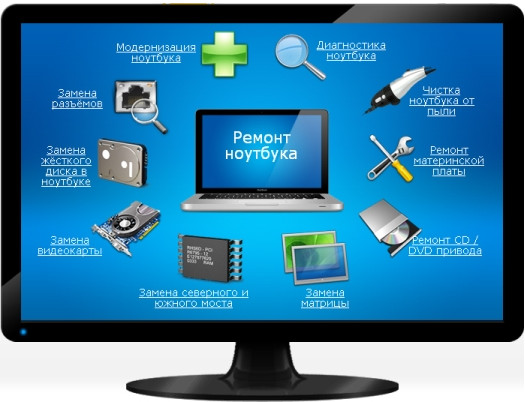 Модернизация
ноутбука
Диагностика
ноутбука
Замена
разъёмов
Чистка
ноутбука от
пыли
Ремонт
ноутбука
Замена
жёсткого
диска в
ноутбуке
Ремонт
материнской
платы
Замена
видеокарты
Ремонт CD /
DVD привода
Замена северного и
южного моста
Замена
матрицы